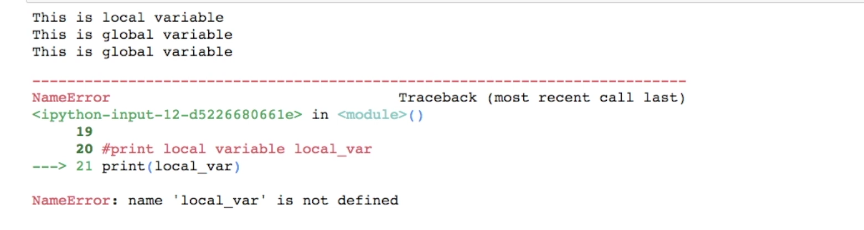 This is local variable
This is global variable
This is global variable
---------------------------------------------------------------------------
NameError                                 Traceback (most recent call last)
<ipython-input-12-d5226680661e> in <module>()
     19
     20 #print local variable local_var
---> 21 print(local_var)
NameError: name 'local_var' is not defined